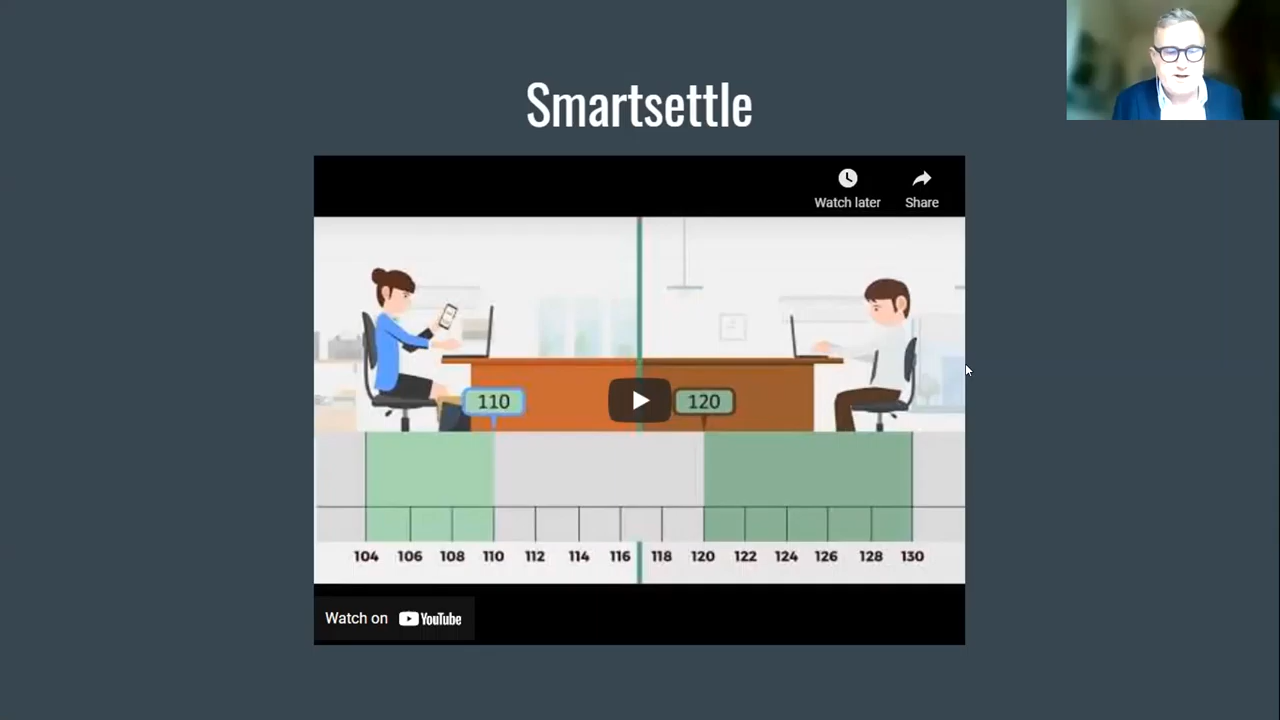 Smartsettle
Watch later
Share
110
120
104 106 108 110 112 114 116 118 120 122 124 126 128 130
Watch on YouTube